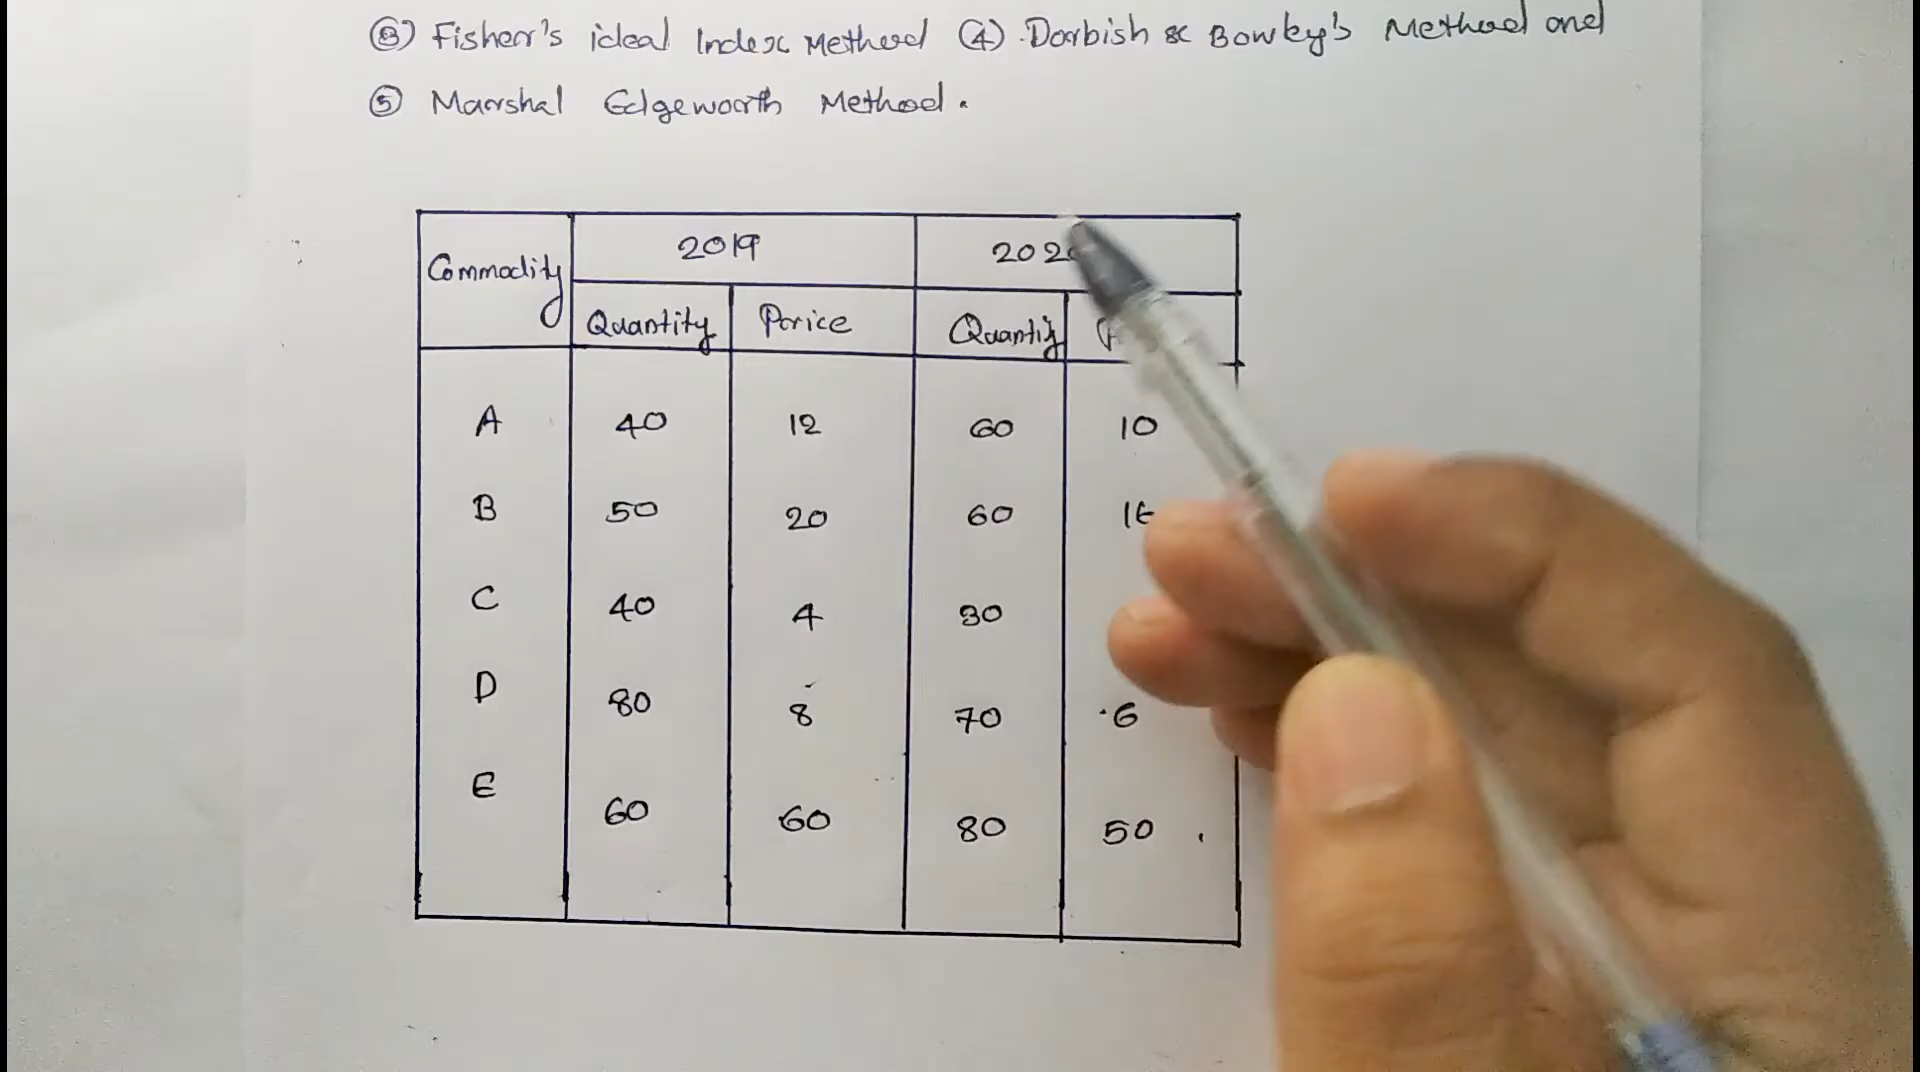 ③ Fisher's ideal Index Method ④ Dorbish & Bowley's Method and
⑤ Marshal Edgeworth Method.
Commodity 2019
Quantity Price Quantity
A 40 12 60 10
B 50 20 60
C 40 4 30
D 80 8 70 6
E 60 60 80 50